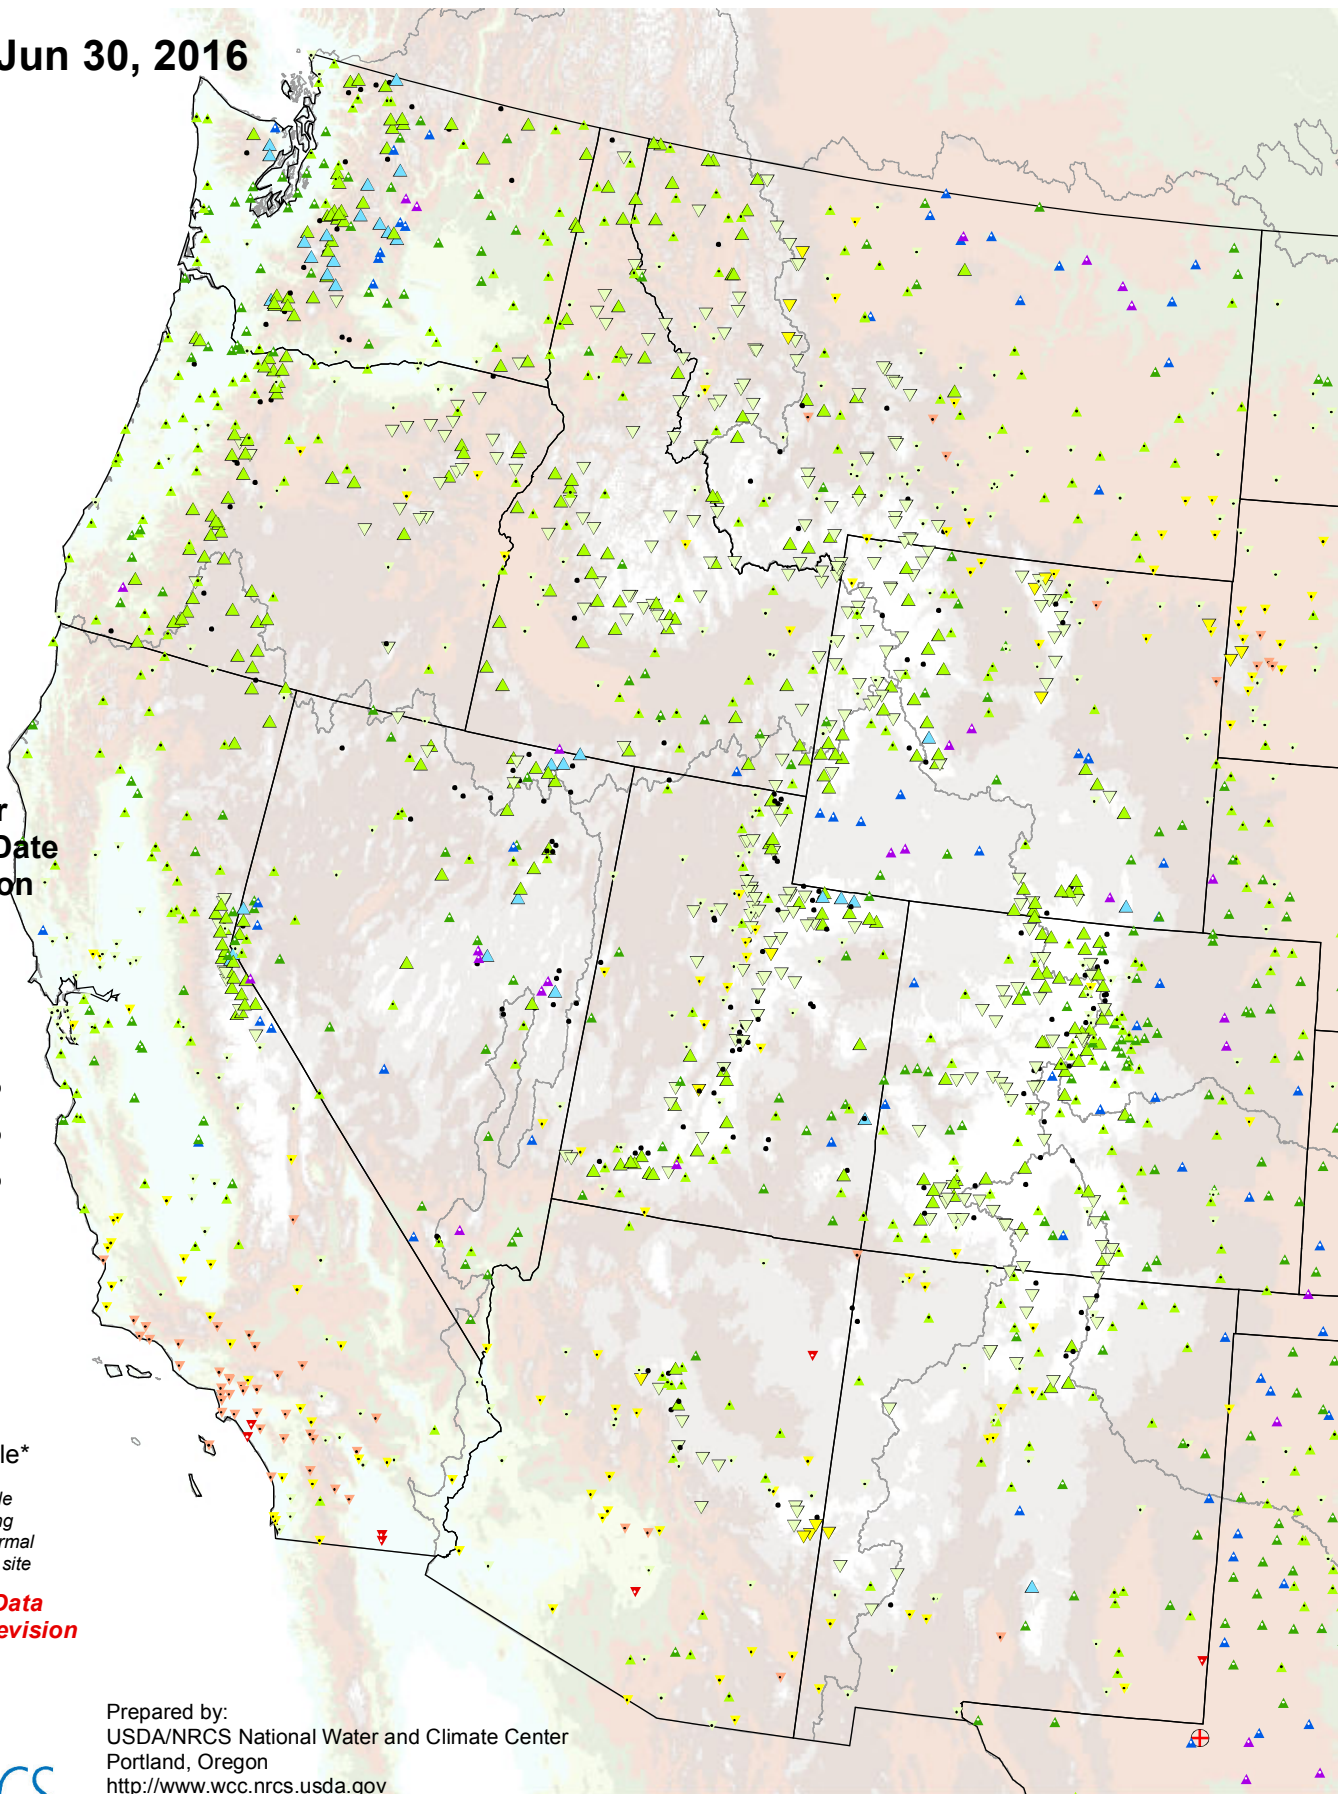 Jun 30, 2016
r
Date
on
le*
le
ng
rmal
site
Data
evision
Prepared by:
USDA/NRCS National Water and Climate Center
Portland, Oregon
http://www.wcc.nrcs.usda.gov
CS